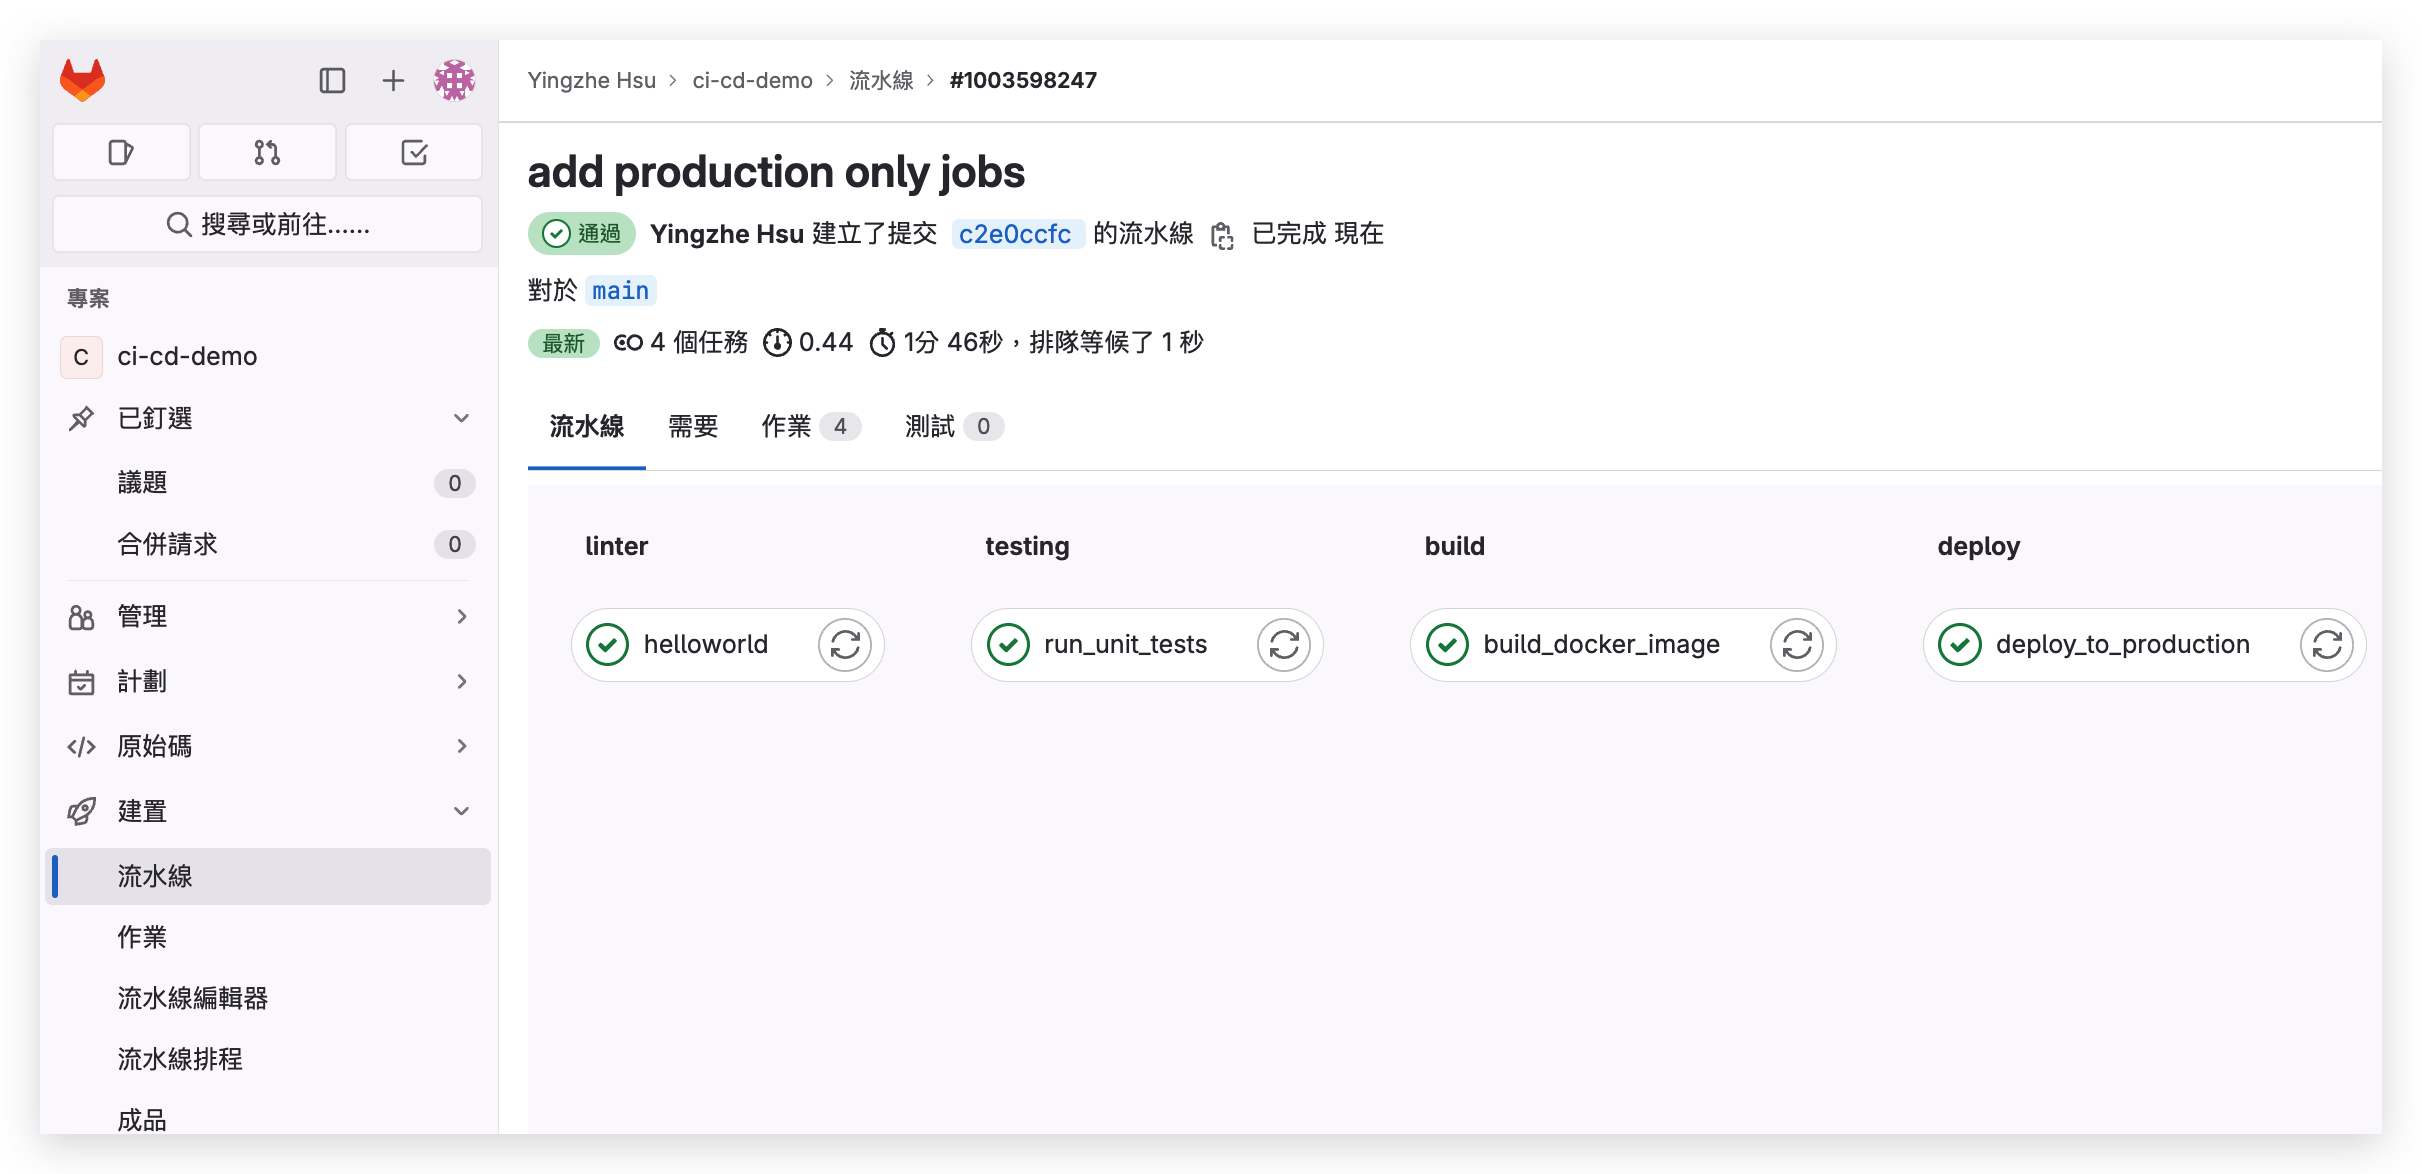 搜尋或前往......
專案
C ci-cd-demo
已釘選
議題 0
合併請求 0
管理
計劃
原始碼
建置
流水線
作業
流水線編輯器
流水線排程
成品
Yingzhe Hsu > ci-cd-demo > 流水線 > #1003598247
add production only jobs
通過 Yingzhe Hsu 建立了提交 c2e0ccfc 的流水線 已完成 現在
對於 main
最新 4 個任務 0.44 1分 46秒，排隊等候了 1 秒
流水線 需要 作業 4 測試 0
linter testing build deploy
helloworld run_unit_tests build_docker_image deploy_to_production